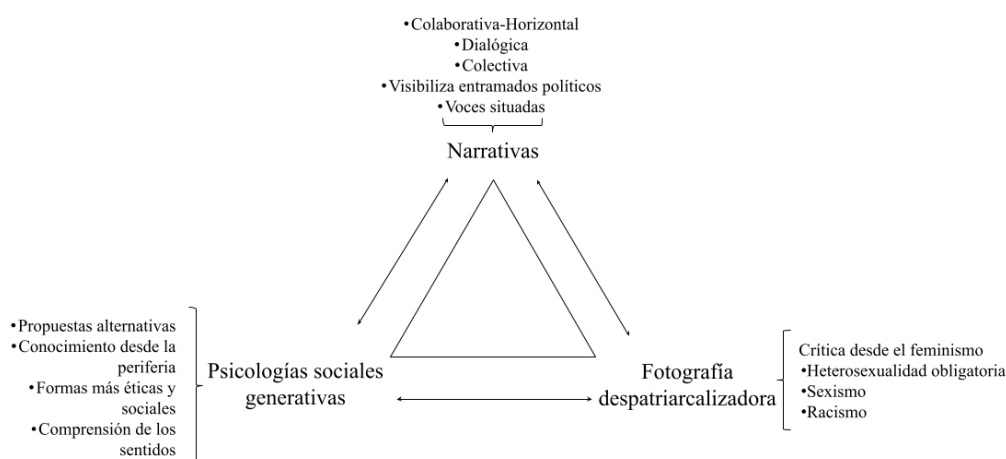 •Colaborativa-Horizontal
•Dialógica
•Colectiva
•Visibiliza entramados políticos
•Voces situadas
Narrativas
•Propuestas alternativas
•Conocimiento desde la
periferia
•Formas más éticas y
sociales
•Comprensión de los
sentidos
Psicologías sociales
generativas
Fotografía
despatriarcalizadora
Crítica desde el feminismo
•Heterosexualidad obligatoria
•Sexismo
•Racismo